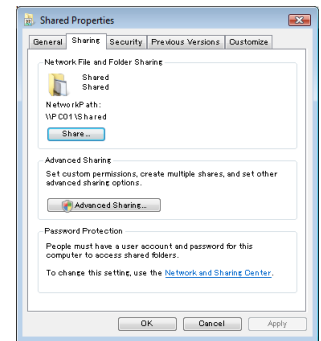 Shared Properties
General Sharing Security Previous Versions Customize
Network File and Folder Sharing
Shared
Shared
NetworkPath:
\\PC01\Shared
Share...
Advanced Sharing
Set custom permissions, create multiple shares, and set other
advanced sharing options.
Advanced Sharing...
Password Protection
People must have a user account and password for this
computer to access shared folders.
To change this setting, use the Network and Sharing Center.
OK Cancel Apply